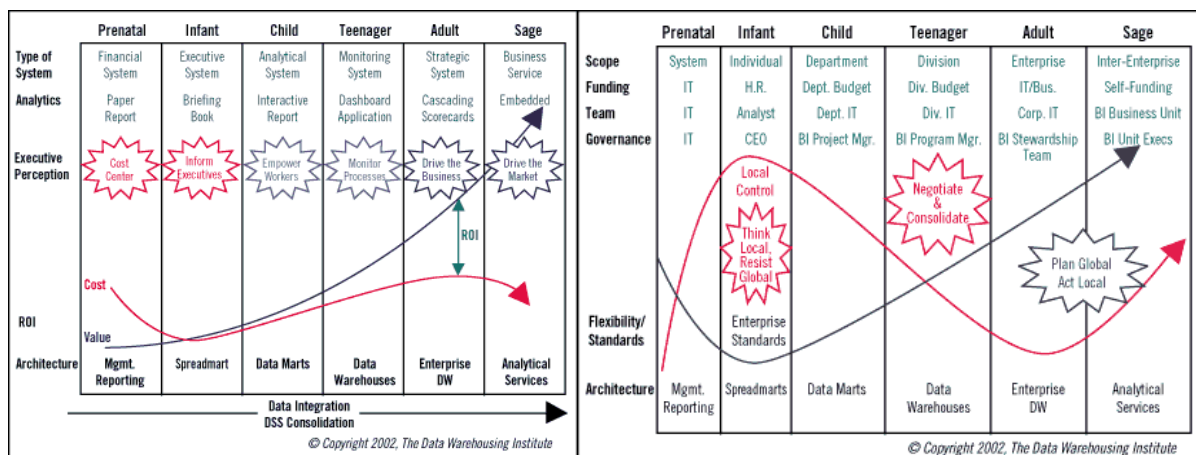 Prenatal Infant Child Teenager Adult Sage
Type of System
Financial System
Executive System
Analytical System
Monitoring System
Strategic System
Business Service
Analytics
Paper Report
Briefing Book
Interactive Report
Dashboard Application
Cascading Scorecards
Embedded
Executive Perception
Cost Center
Inform Executives
Empower Workers
Monitor Processes
Drive the Business
Drive the Market
ROI
Cost
ROI
Value
Architecture
Mgmt. Reporting
Spreadmart
Data Marts
Data Warehouses
Enterprise DW
Analytical Services
Data Integration
DSS Consolidation
© Copyright 2002, The Data Warehousing Institute
Prenatal Infant Child Teenager Adult Sage
Scope System Individual Department Division Enterprise Inter-Enterprise
Funding IT H.R. Dept. Budget Div. Budget IT/Bus. Self-Funding
Team IT Analyst Dept. IT Div. IT Corp. IT BI Business Unit
Governance IT CEO BI Project Mgr. BI Program Mgr. BI Stewardship Team BI Unit Execs
Local Control
Think Local, Resist Global
Negotiate & Consolidate
Plan Global Act Local
Flexibility/ Standards
Enterprise Standards
Architecture
Mgmt. Reporting
Spreadmarts
Data Marts
Data Warehouses
Enterprise DW
Analytical Services
© Copyright 2002, The Data Warehousing Institute